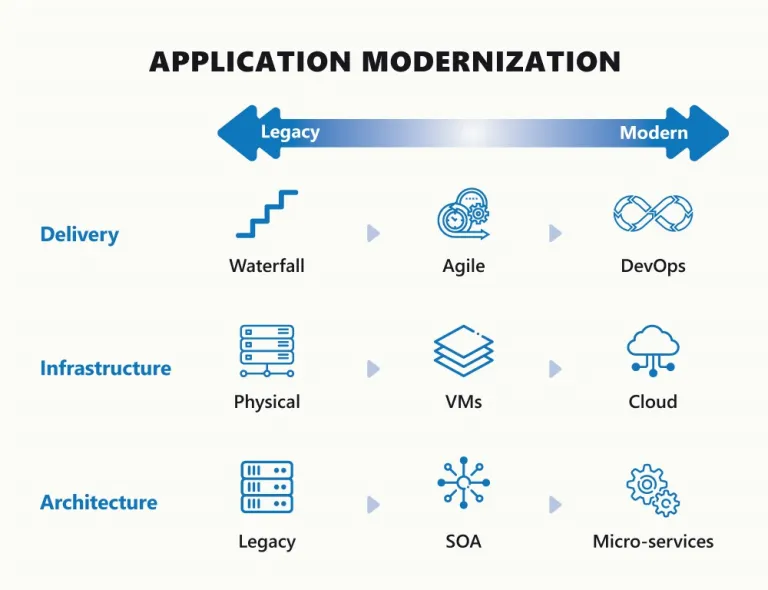 APPLICATION MODERNIZATION
Legacy
Modern
Delivery
Waterfall
Agile
DevOps
Infrastructure
Physical
VMs
Cloud
Architecture
Legacy
SOA
Micro-services